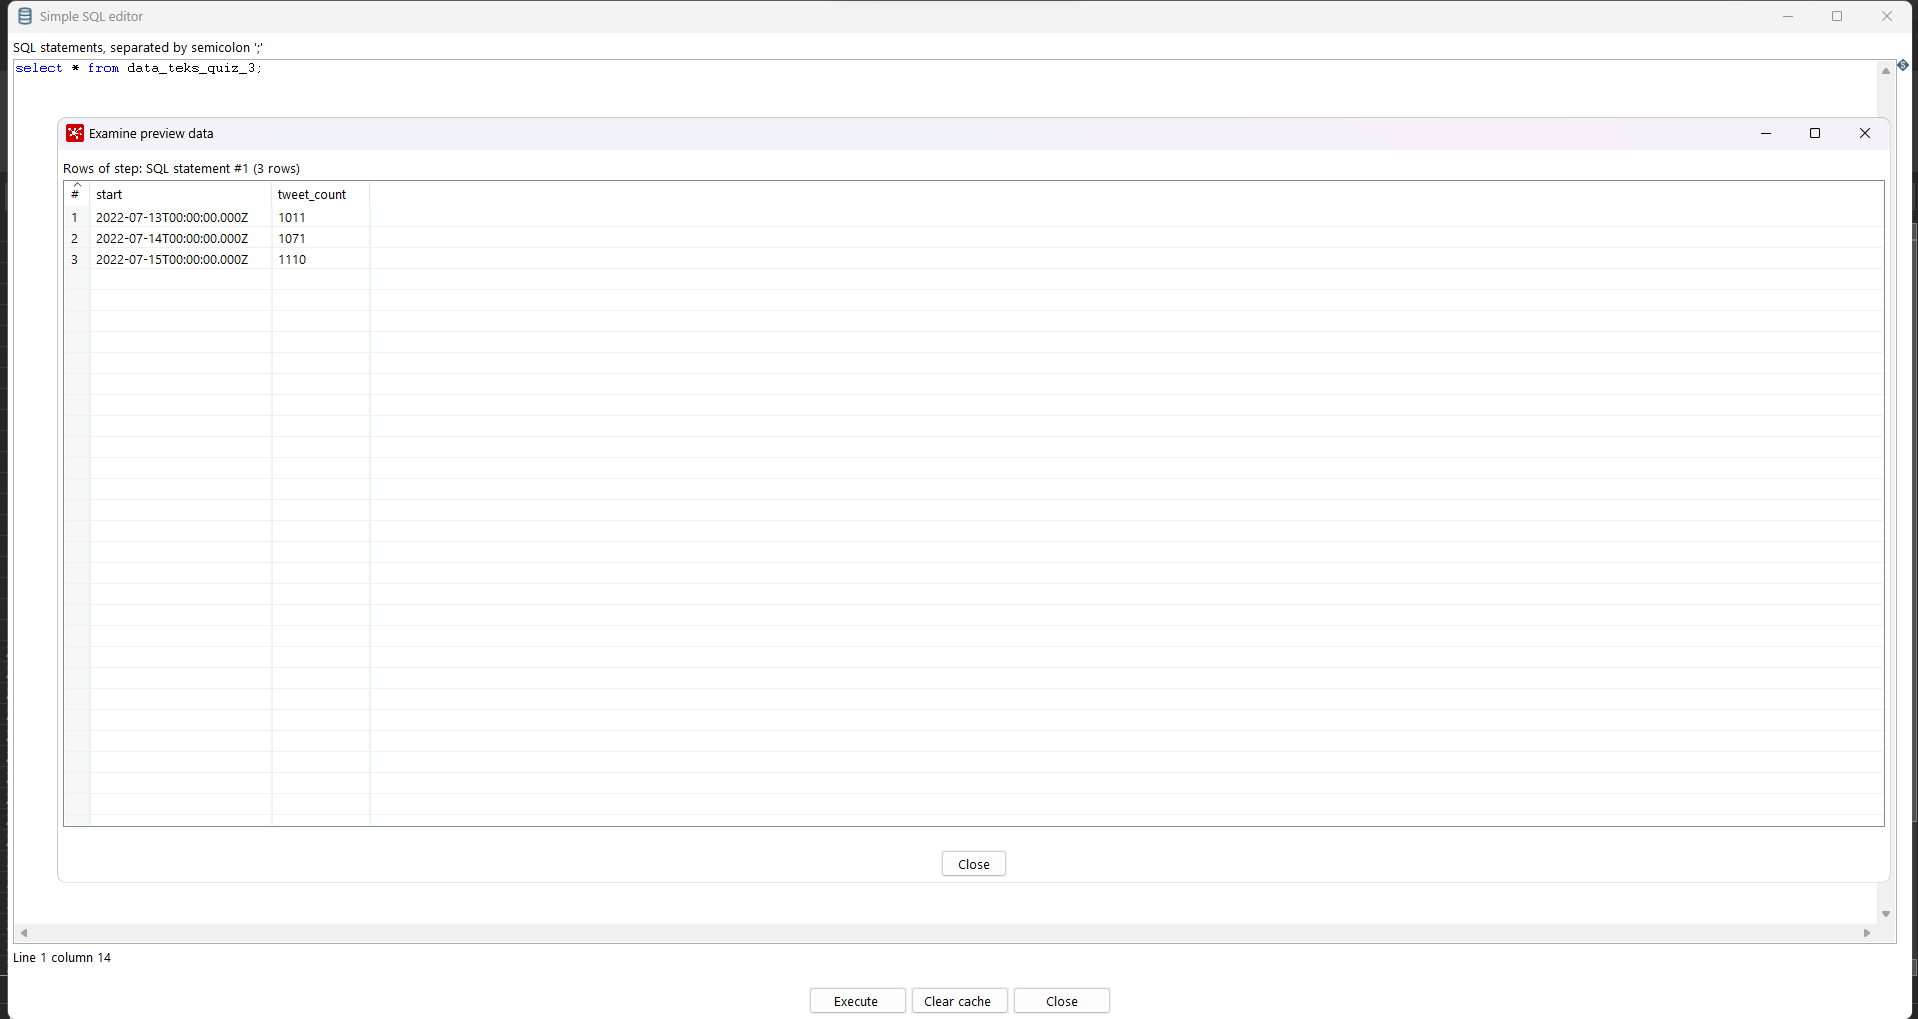 Simple SQL editor
SQL statements, separated by semicolon ';'
select * from data_teks_quiz_3;
Examine preview data
Rows of step: SQL statement #1 (3 rows)
# start tweet_count
1 2022-07-13T00:00:00.000Z 1011
2 2022-07-14T00:00:00.000Z 1071
3 2022-07-15T00:00:00.000Z 1110
Close
Line 1 column 14
Execute Clear cache Close